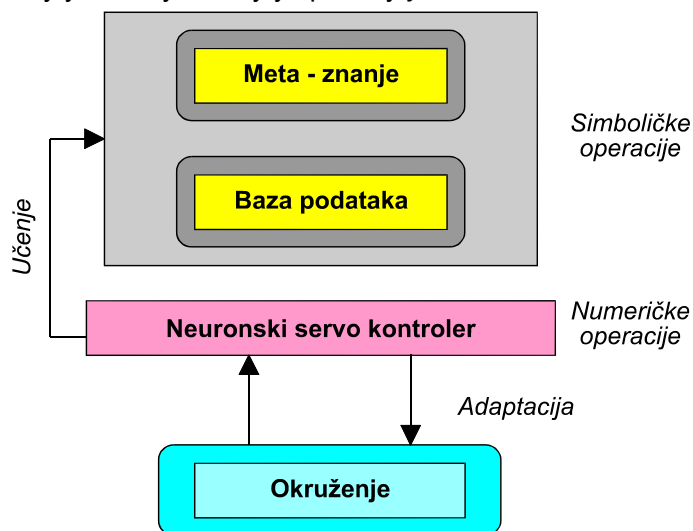 Meta - znanje
Simboličke
operacije
Baza podataka
Učenje
Neuronski servo kontroler
Numeričke
operacije
Adaptacija
Okruženje